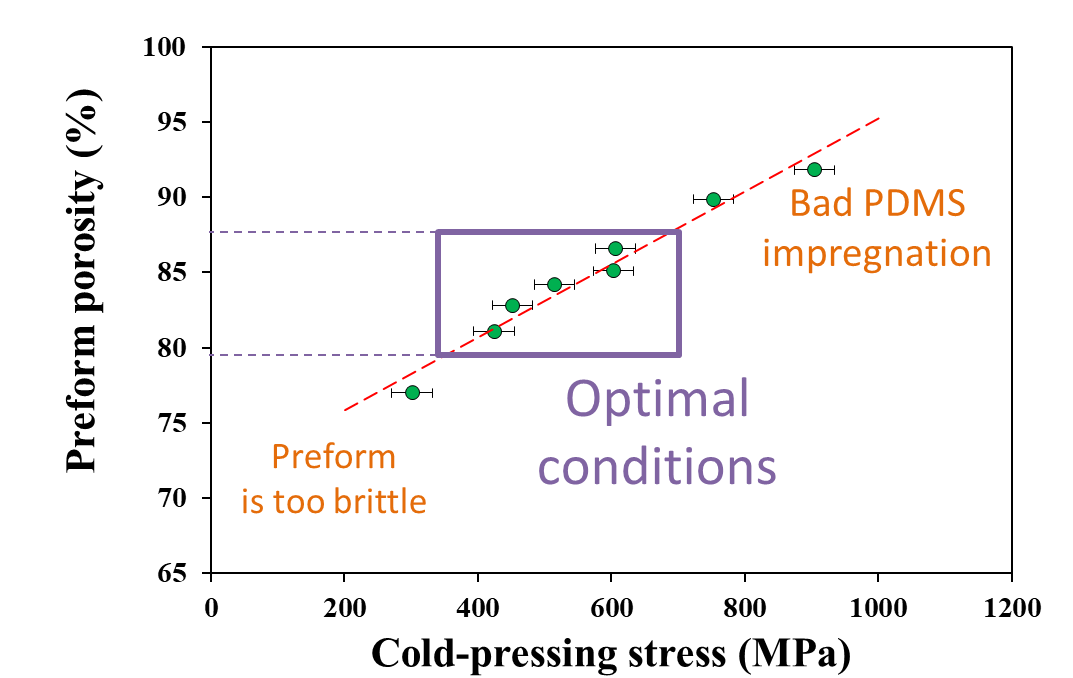 100
95
90
85
80
75
70
65
Preform porosity (%)
Bad PDMS
impregnation
Optimal
conditions
Preform
is too brittle
0 200 400 600 800 1000 1200
Cold-pressing stress (MPa)